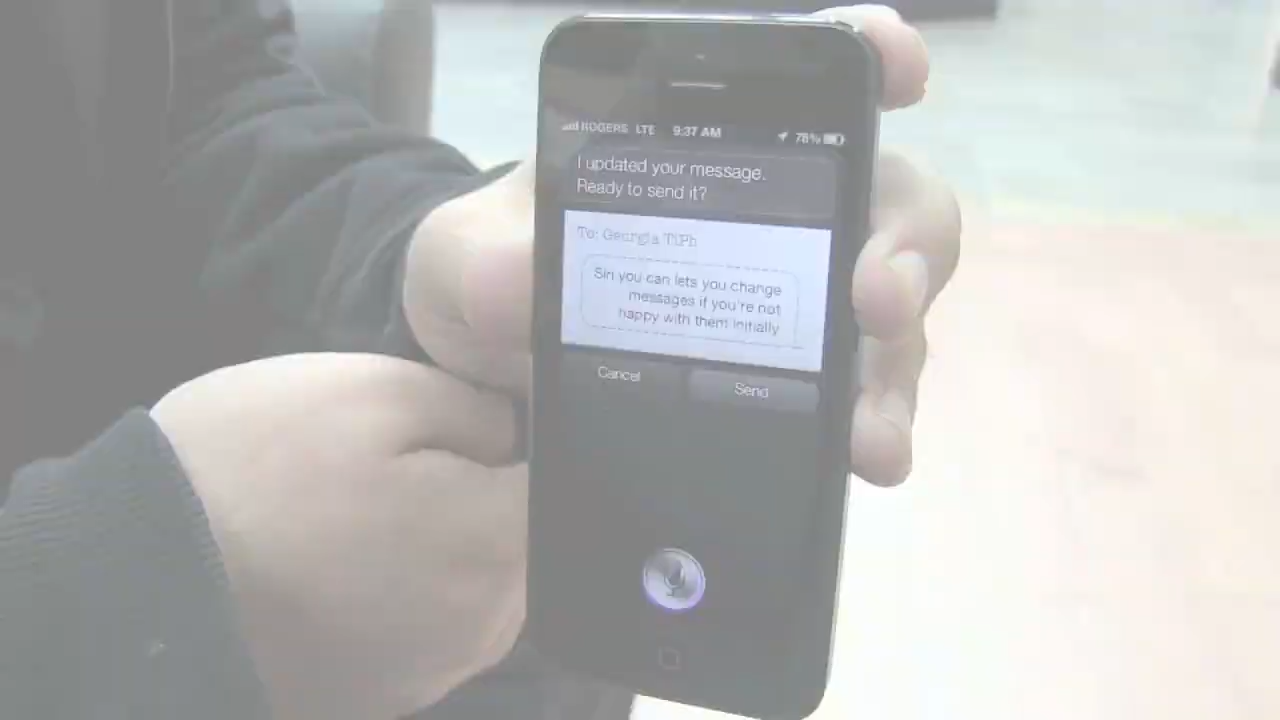 ROGERS LTE 9:37 AM 78%
I updated your message.
Ready to send it?
To: Georgia TiPb
Siri you can lets you change
messages if you're not
happy with them initially
Cancel Send